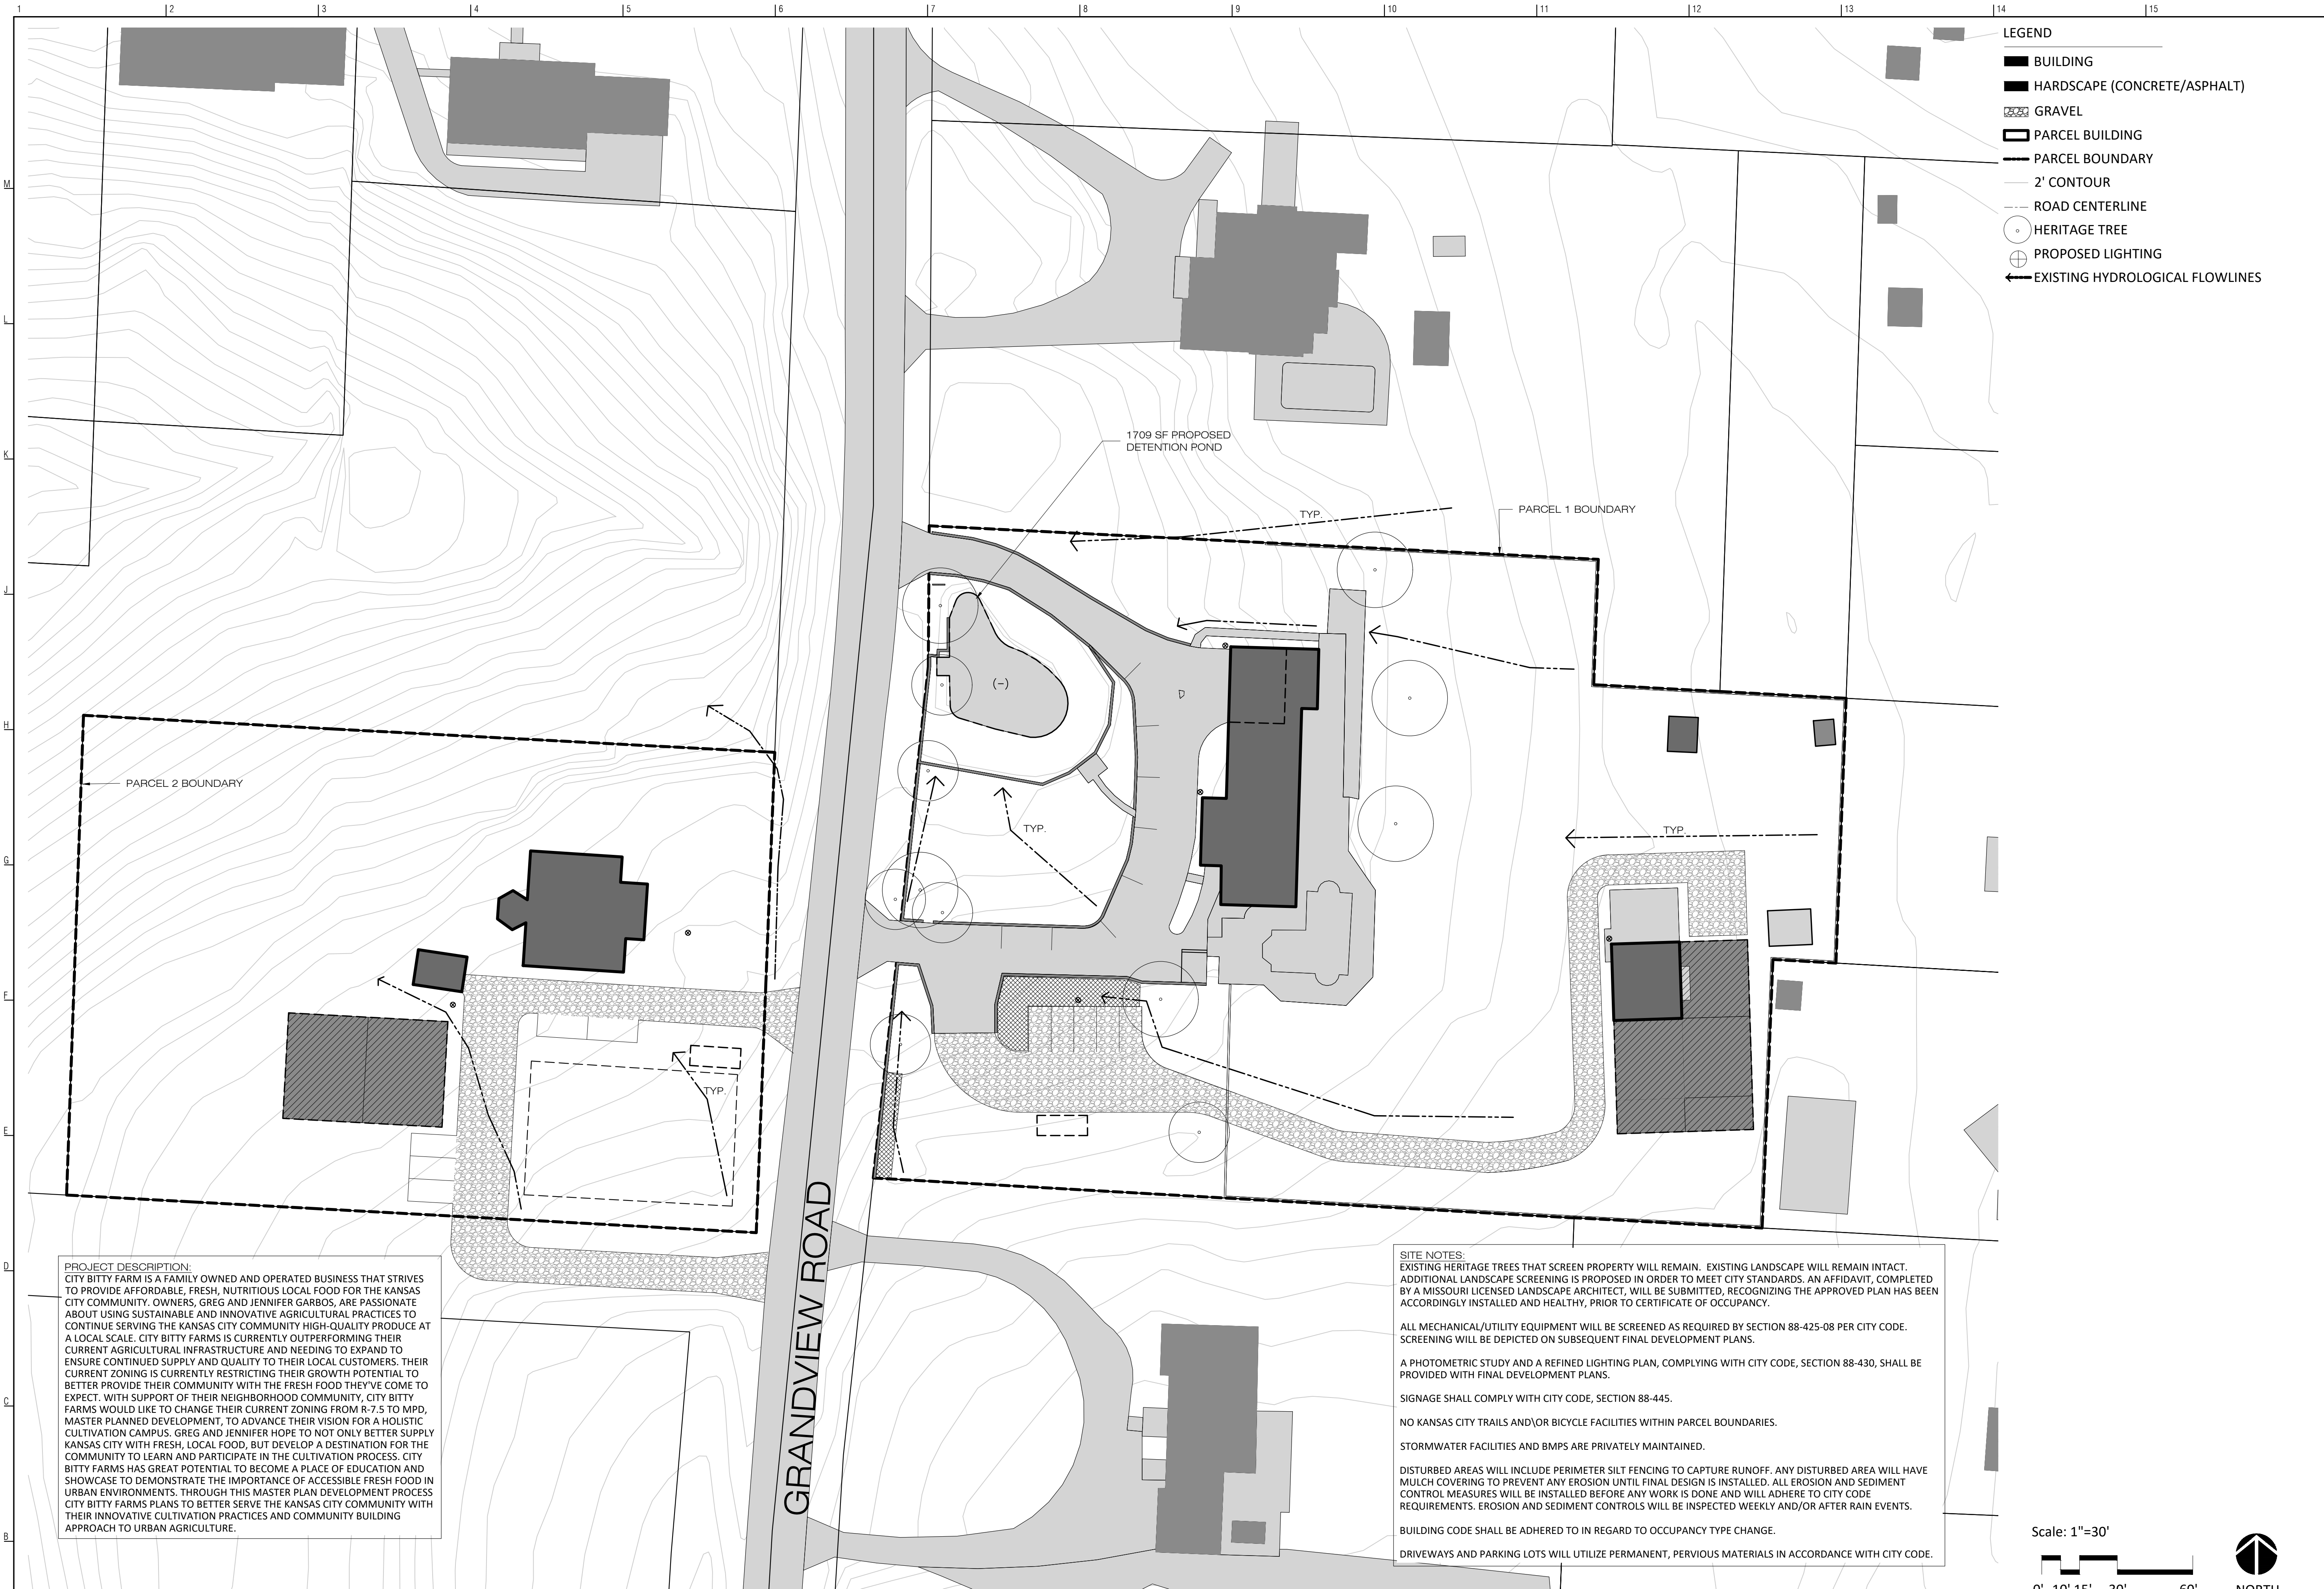 1 2 3 4 5 6 7 8 9 10 11 12 13 14 15
M
L
K
J
H
G
F
E
D
C
B
LEGEND
BUILDING
HARDSCAPE (CONCRETE/ASPHALT)
GRAVEL
PARCEL BUILDING
PARCEL BOUNDARY
2' CONTOUR
ROAD CENTERLINE
HERITAGE TREE
PROPOSED LIGHTING
EXISTING HYDROLOGICAL FLOWLINES
1709 SF PROPOSED
DETENTION POND
TYP.
PARCEL 1 BOUNDARY
(-)
PARCEL 2 BOUNDARY
TYP.
TYP.
TYP.
GRANDVIEW ROAD
PROJECT DESCRIPTION:
CITY BITTY FARM IS A FAMILY OWNED AND OPERATED BUSINESS THAT STRIVES
TO PROVIDE AFFORDABLE, FRESH, NUTRITIOUS LOCAL FOOD FOR THE KANSAS
CITY COMMUNITY. OWNERS, GREG AND JENNIFER GARBOS, ARE PASSIONATE
ABOUT USING SUSTAINABLE AND INNOVATIVE AGRICULTURAL PRACTICES TO
CONTINUE SERVING THE KANSAS CITY COMMUNITY HIGH-QUALITY PRODUCE AT
A LOCAL SCALE. CITY BITTY FARMS IS CURRENTLY OUTPERFORMING THEIR
CURRENT AGRICULTURAL INFRASTRUCTURE AND NEEDING TO EXPAND TO
ENSURE CONTINUED SUPPLY AND QUALITY TO THEIR LOCAL CUSTOMERS. THEIR
CURRENT ZONING IS CURRENTLY RESTRICTING THEIR GROWTH POTENTIAL TO
BETTER PROVIDE THEIR COMMUNITY WITH THE FRESH FOOD THEY'VE COME TO
EXPECT. WITH SUPPORT OF THEIR NEIGHBORHOOD COMMUNITY, CITY BITTY
FARMS WOULD LIKE TO CHANGE THEIR CURRENT ZONING FROM R-7.5 TO MPD,
MASTER PLANNED DEVELOPMENT, TO ADVANCE THEIR VISION FOR A HOLISTIC
CULTIVATION CAMPUS. GREG AND JENNIFER HOPE TO NOT ONLY BETTER SUPPLY
KANSAS CITY WITH FRESH, LOCAL FOOD, BUT DEVELOP A DESTINATION FOR THE
COMMUNITY TO LEARN AND PARTICIPATE IN THE CULTIVATION PROCESS. CITY
BITTY FARMS HAS GREAT POTENTIAL TO BECOME A PLACE OF EDUCATION AND
SHOWCASE TO DEMONSTRATE THE IMPORTANCE OF ACCESSIBLE FRESH FOOD IN
URBAN ENVIRONMENTS. THROUGH THIS MASTER PLAN DEVELOPMENT PROCESS
CITY BITTY FARMS PLANS TO BETTER SERVE THE KANSAS CITY COMMUNITY WITH
THEIR INNOVATIVE CULTIVATION PRACTICES AND COMMUNITY BUILDING
APPROACH TO URBAN AGRICULTURE.
SITE NOTES:
EXISTING HERITAGE TREES THAT SCREEN PROPERTY WILL REMAIN. EXISTING LANDSCAPE WILL REMAIN INTACT.
ADDITIONAL LANDSCAPE SCREENING IS PROPOSED IN ORDER TO MEET CITY STANDARDS. AN AFFIDAVIT, COMPLETED
BY A MISSOURI LICENSED LANDSCAPE ARCHITECT, WILL BE SUBMITTED, RECOGNIZING THE APPROVED PLAN HAS BEEN
ACCORDINGLY INSTALLED AND HEALTHY, PRIOR TO CERTIFICATE OF OCCUPANCY.
ALL MECHANICAL/UTILITY EQUIPMENT WILL BE SCREENED AS REQUIRED BY SECTION 88-425-08 PER CITY CODE.
SCREENING WILL BE DEPICTED ON SUBSEQUENT FINAL DEVELOPMENT PLANS.
A PHOTOMETRIC STUDY AND A REFINED LIGHTING PLAN, COMPLYING WITH CITY CODE, SECTION 88-430, SHALL BE
PROVIDED WITH FINAL DEVELOPMENT PLANS.
SIGNAGE SHALL COMPLY WITH CITY CODE, SECTION 88-445.
NO KANSAS CITY TRAILS AND\OR BICYCLE FACILITIES WITHIN PARCEL BOUNDARIES.
STORMWATER FACILITIES AND BMPS ARE PRIVATELY MAINTAINED.
DISTURBED AREAS WILL INCLUDE PERIMETER SILT FENCING TO CAPTURE RUNOFF. ANY DISTURBED AREA WILL HAVE
MULCH COVERING TO PREVENT ANY EROSION UNTIL FINAL DESIGN IS INSTALLED. ALL EROSION AND SEDIMENT
CONTROL MEASURES WILL BE INSTALLED BEFORE ANY WORK IS DONE AND WILL ADHERE TO CITY CODE
REQUIREMENTS. EROSION AND SEDIMENT CONTROLS WILL BE INSPECTED WEEKLY AND/OR AFTER RAIN EVENTS.
BUILDING CODE SHALL BE ADHERED TO IN REGARD TO OCCUPANCY TYPE CHANGE.
DRIVEWAYS AND PARKING LOTS WILL UTILIZE PERMANENT, PERVIOUS MATERIALS IN ACCORDANCE WITH CITY CODE.
Scale: 1"=30'
0' 10' 15' 30' 60' NORTH